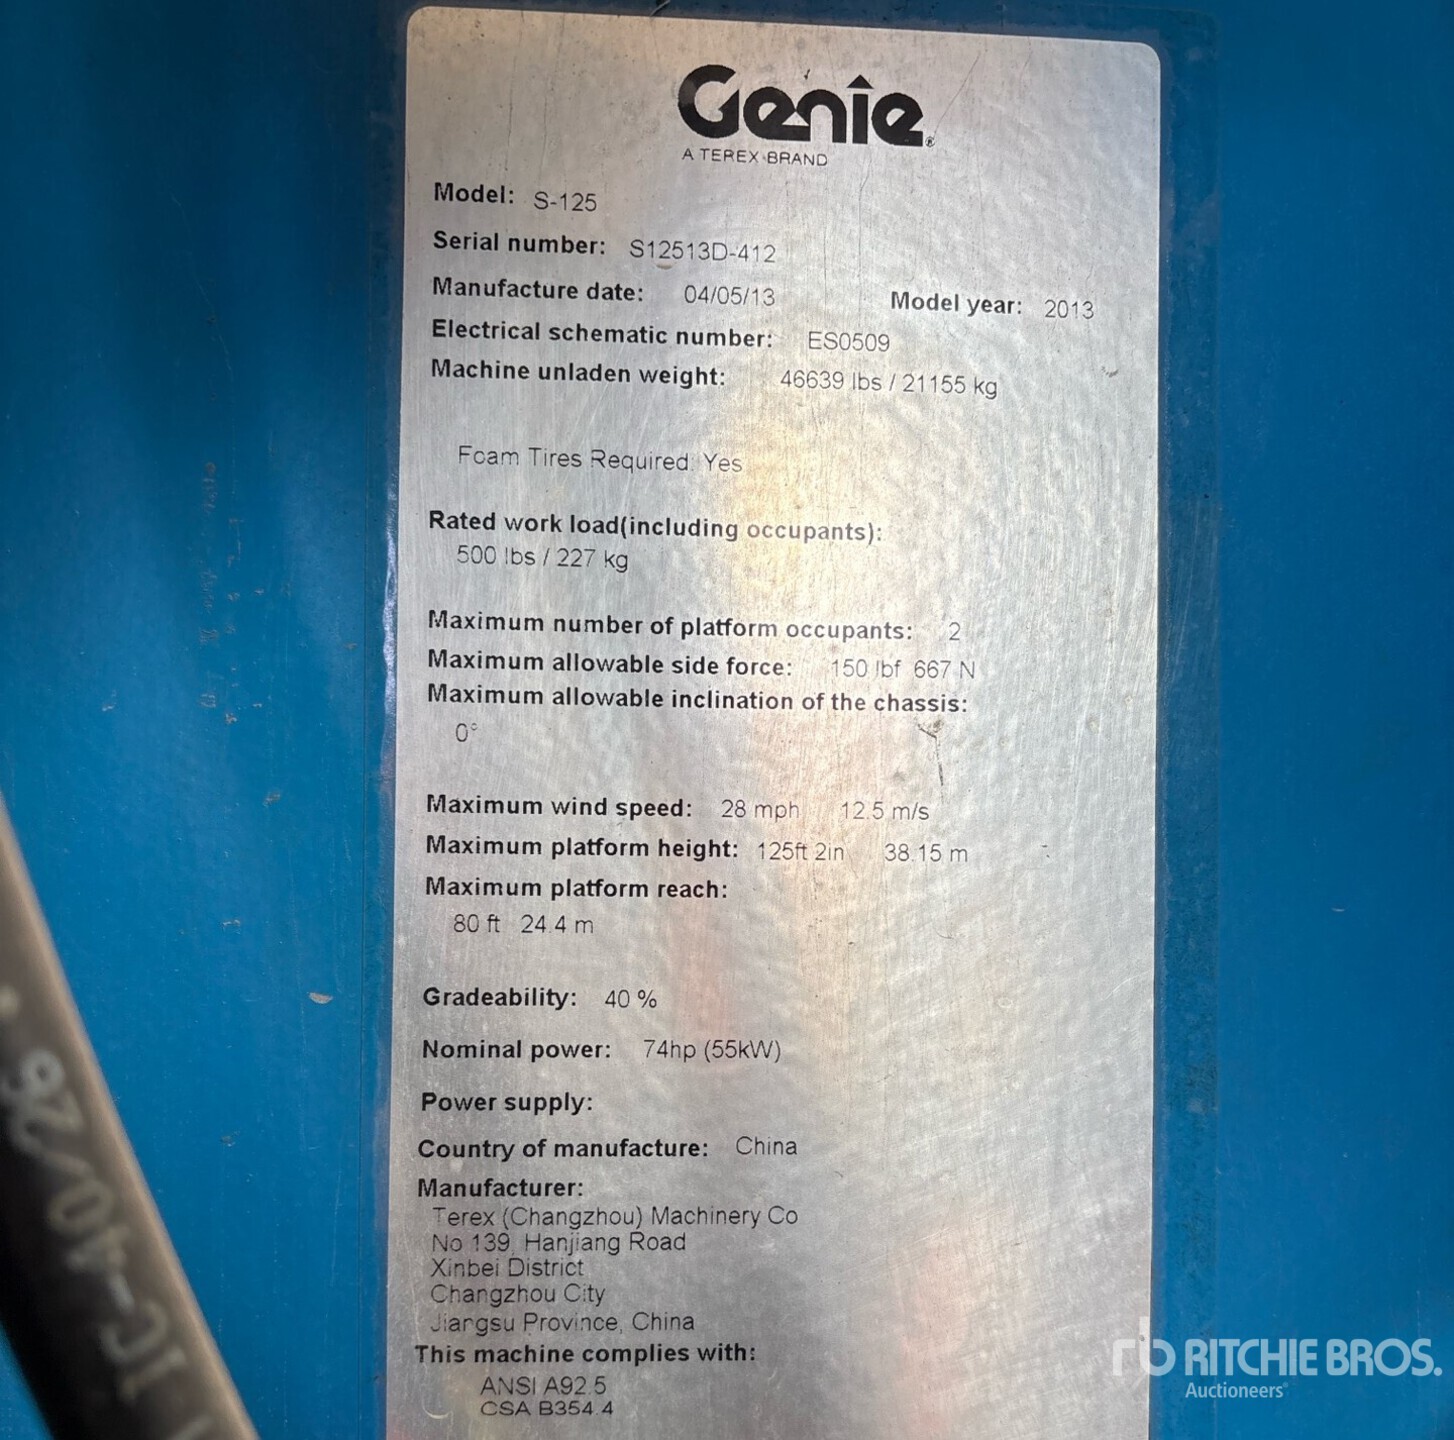 Genie®
A TEREX BRAND
Model: S-125
Serial number: S12513D-412
Manufacture date: 04/05/13 Model year: 2013
Electrical schematic number: ES0509
Machine unladen weight: 46639 lbs / 21155 kg
Foam Tires Required: Yes
Rated work load(including occupants):
500 lbs / 227 kg
Maximum number of platform occupants: 2
Maximum allowable side force: 150 lbf 667 N
Maximum allowable inclination of the chassis:
0°
Maximum wind speed: 28 mph 12.5 m/s
Maximum platform height: 125ft 2in 38.15 m
Maximum platform reach:
80 ft 24.4 m
Gradeability: 40 %
Nominal power: 74hp (55kW)
Power supply:
Country of manufacture: China
Manufacturer:
Terex (Changzhou) Machinery Co
No 139, Hanjiang Road
Xinbei District
Changzhou City
Jiangsu Province, China
This machine complies with:
ANSI A92.5
CSA B354.4
rb RITCHIE BROS.
Auctioneers